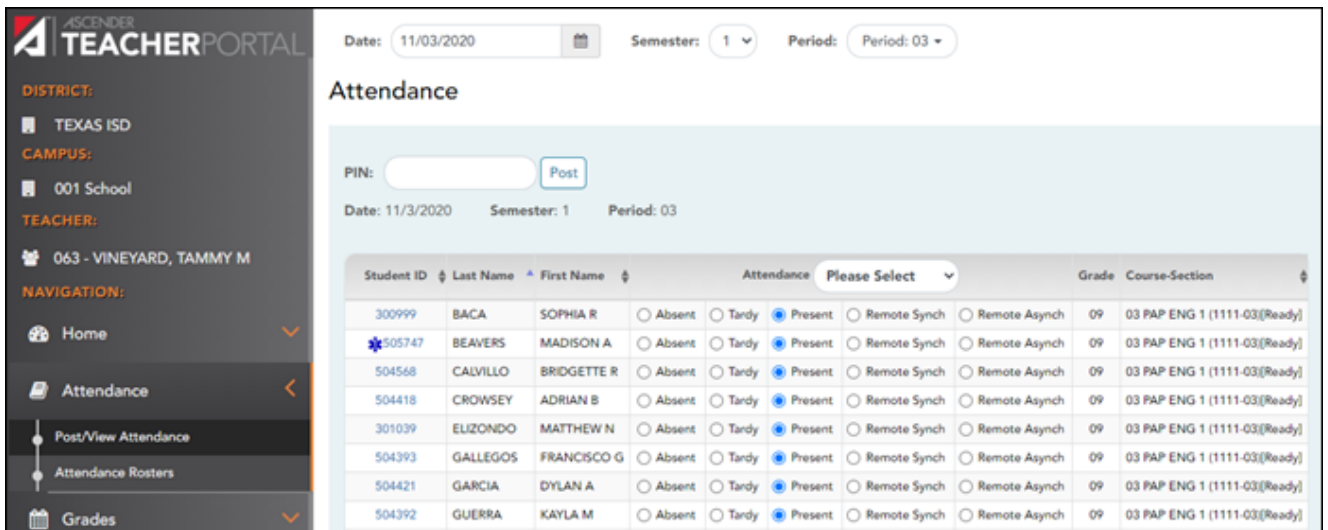 ASCENDER
TEACHERPORTAL
DISTRICT:
TEXAS ISD
CAMPUS:
001 School
TEACHER:
063 - VINEYARD, TAMMY M
NAVIGATION:
Home
Attendance
Post/View Attendance
Attendance Rosters
Grades
Date: 11/03/2020 Semester: 1 Period: Period: 03
Attendance
PIN: Post
Date: 11/3/2020 Semester: 1 Period: 03
Student ID Last Name First Name Attendance Please Select Grade Course-Section
300999 BACA SOPHIA R Absent Tardy Present Remote Synch Remote Asynch 09 03 PAP ENG 1 (1111-03)[Ready]
505747 BEAVERS MADISON A Absent Tardy Present Remote Synch Remote Asynch 09 03 PAP ENG 1 (1111-03)[Ready]
504568 CALVILLO BRIDGETTE R Absent Tardy Present Remote Synch Remote Asynch 09 03 PAP ENG 1 (1111-03)[Ready]
504418 CROWSEY ADRIAN B Absent Tardy Present Remote Synch Remote Asynch 09 03 PAP ENG 1 (1111-03)[Ready]
301039 ELIZONDO MATTHEW N Absent Tardy Present Remote Synch Remote Asynch 09 03 PAP ENG 1 (1111-03)[Ready]
504393 GALLEGOS FRANCISCO G Absent Tardy Present Remote Synch Remote Asynch 09 03 PAP ENG 1 (1111-03)[Ready]
504421 GARCIA DYLAN A Absent Tardy Present Remote Synch Remote Asynch 09 03 PAP ENG 1 (1111-03)[Ready]
504392 GUERRA KAYLA M Absent Tardy Present Remote Synch Remote Asynch 09 03 PAP ENG 1 (1111-03)[Ready]